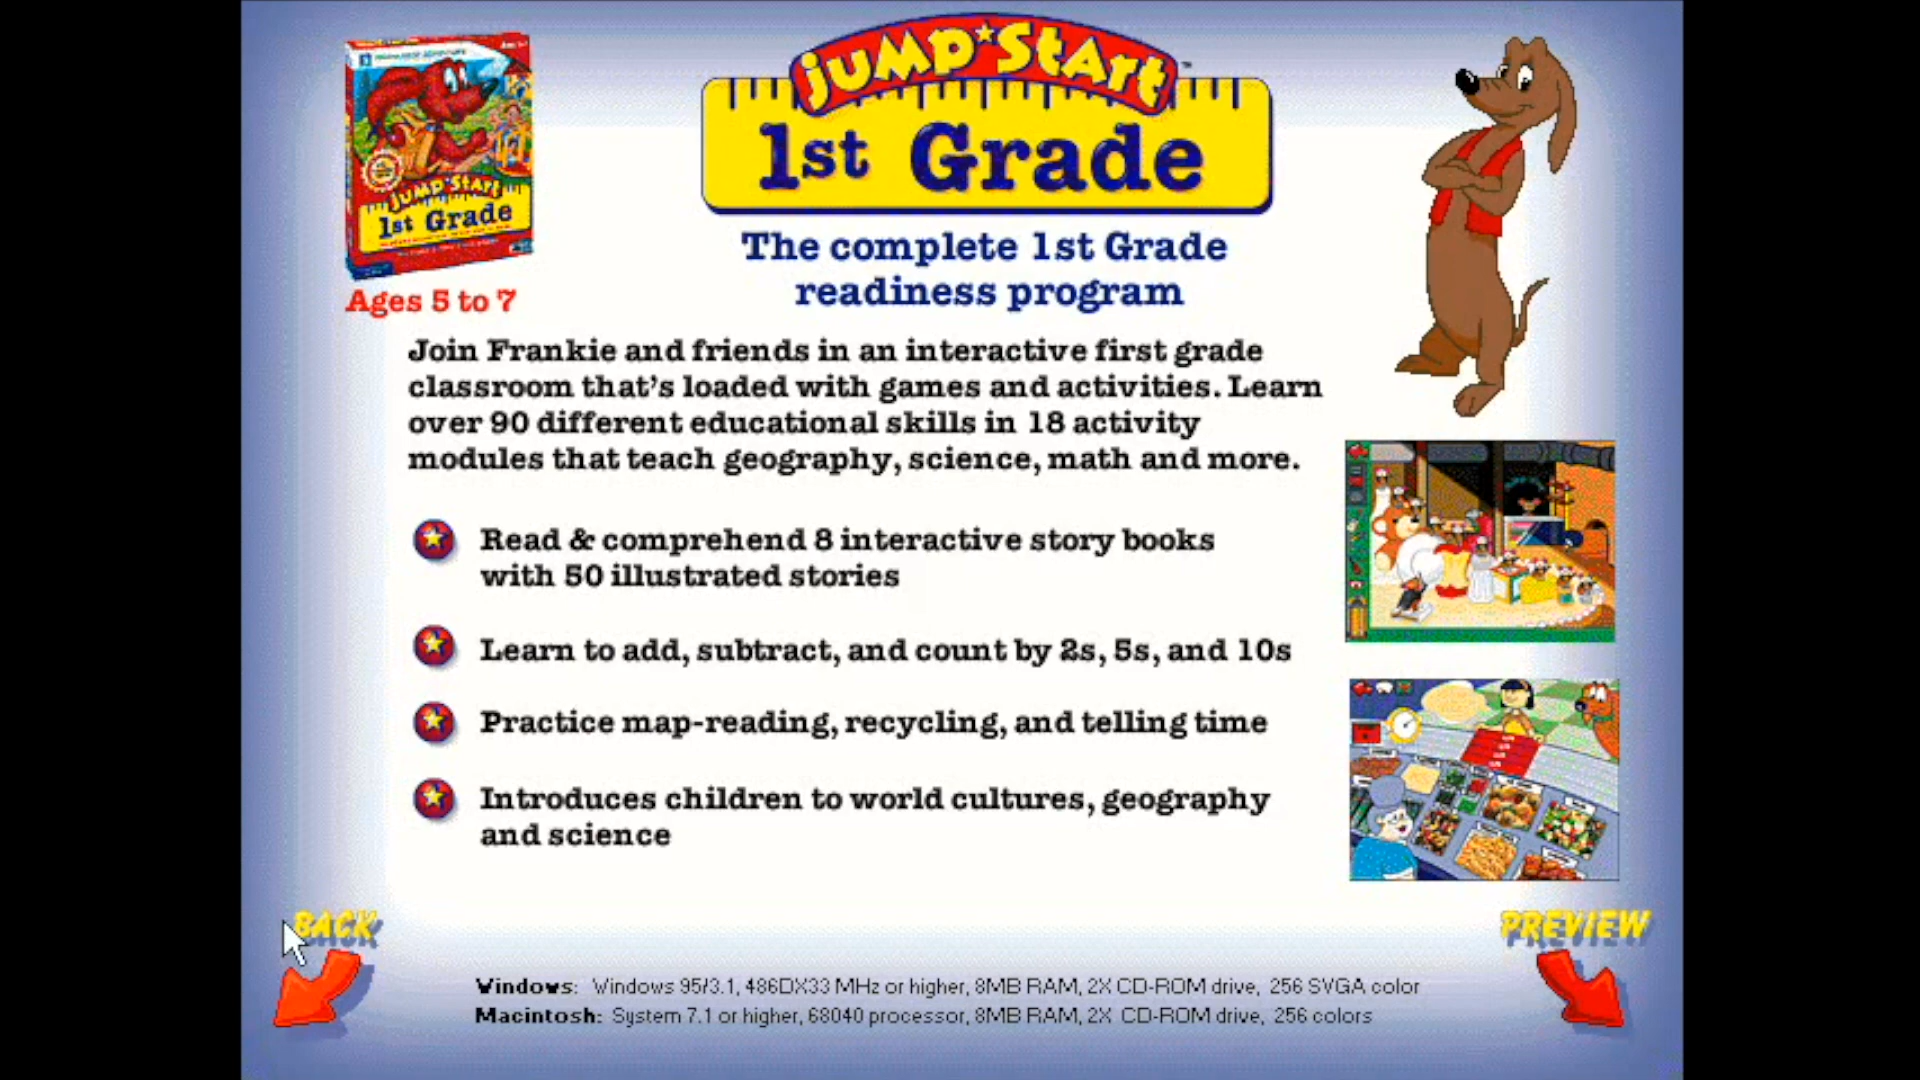 JUMP★START™
1st Grade
JUMP★START
1st Grade
Ages 5 to 7
The complete 1st Grade
readiness program
Join Frankie and friends in an interactive first grade
classroom that's loaded with games and activities. Learn
over 90 different educational skills in 18 activity
modules that teach geography, science, math and more.
Read & comprehend 8 interactive story books
with 50 illustrated stories
Learn to add, subtract, and count by 2s, 5s, and 10s
Practice map-reading, recycling, and telling time
Introduces children to world cultures, geography
and science
BACK
PREVIEW
Windows: Windows 95/3.1, 486DX33 MHz or higher, 8MB RAM, 2X CD-ROM drive, 256 SVGA color
Macintosh: System 7.1 or higher, 68040 processor, 8MB RAM, 2X CD-ROM drive, 256 colors